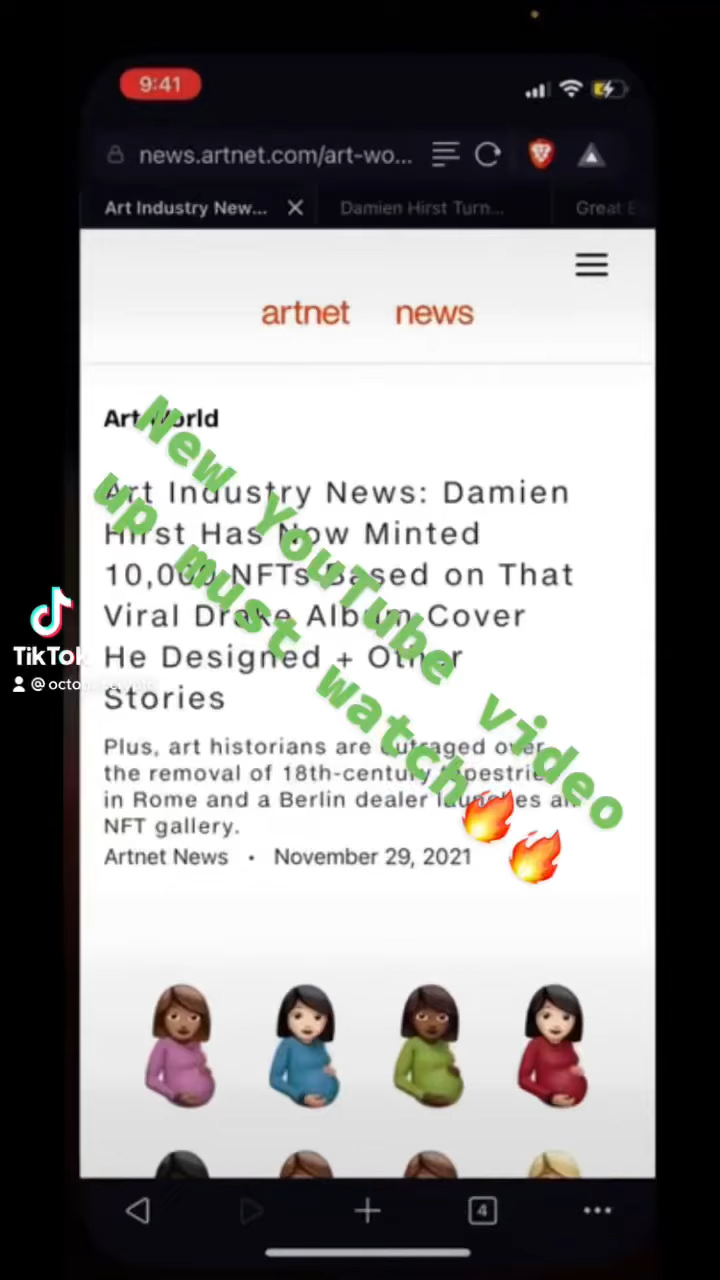 9:41
news.artnet.com/art-wo...
Art Industry New...
Damien Hirst Turn...
Great
artnet news
Art World
Art Industry News: Damien
Hirst Has Now Minted
10,000 NFTs Based on That
Viral Drake Album Cover
He Designed + Other
Stories
Plus, art historians are outraged over
the removal of 18th-century tapestries
in Rome and a Berlin dealer launches an
NFT gallery.
Artnet News • November 29, 2021
New YouTube video
up must watch🔥🔥
TikTok
4